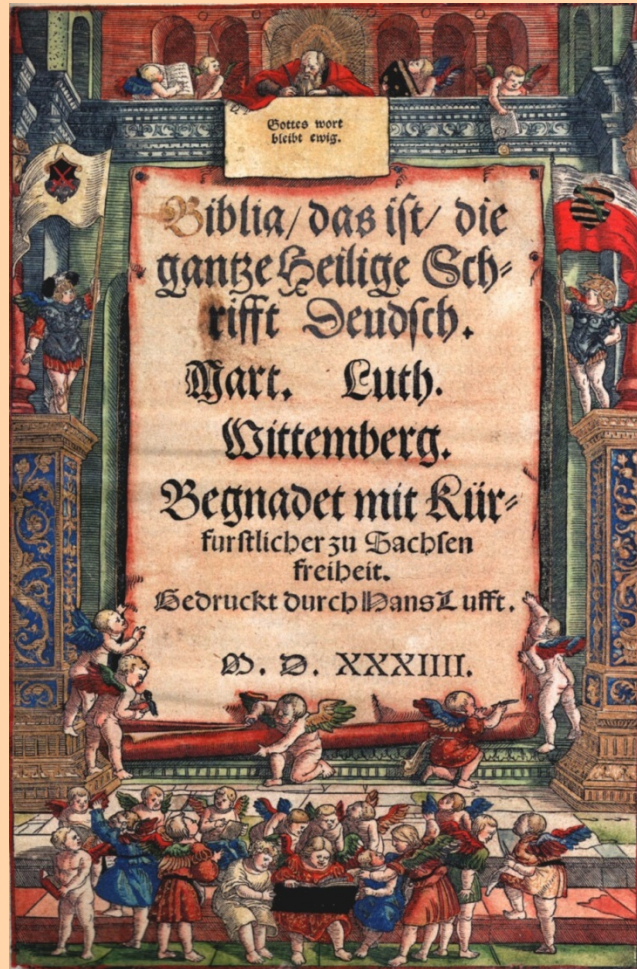 Gottes wort
bleibt ewig.
Biblia/ das ist/ die
gantze Heilige Sch-
rifft Deudsch.
Mart. Luth.
Wittemberg.
Begnadet mit Kür-
furstlicher zu Sachsen
freiheit.
Gedruckt durch Hans Lufft.
M. D. XXXIIII.